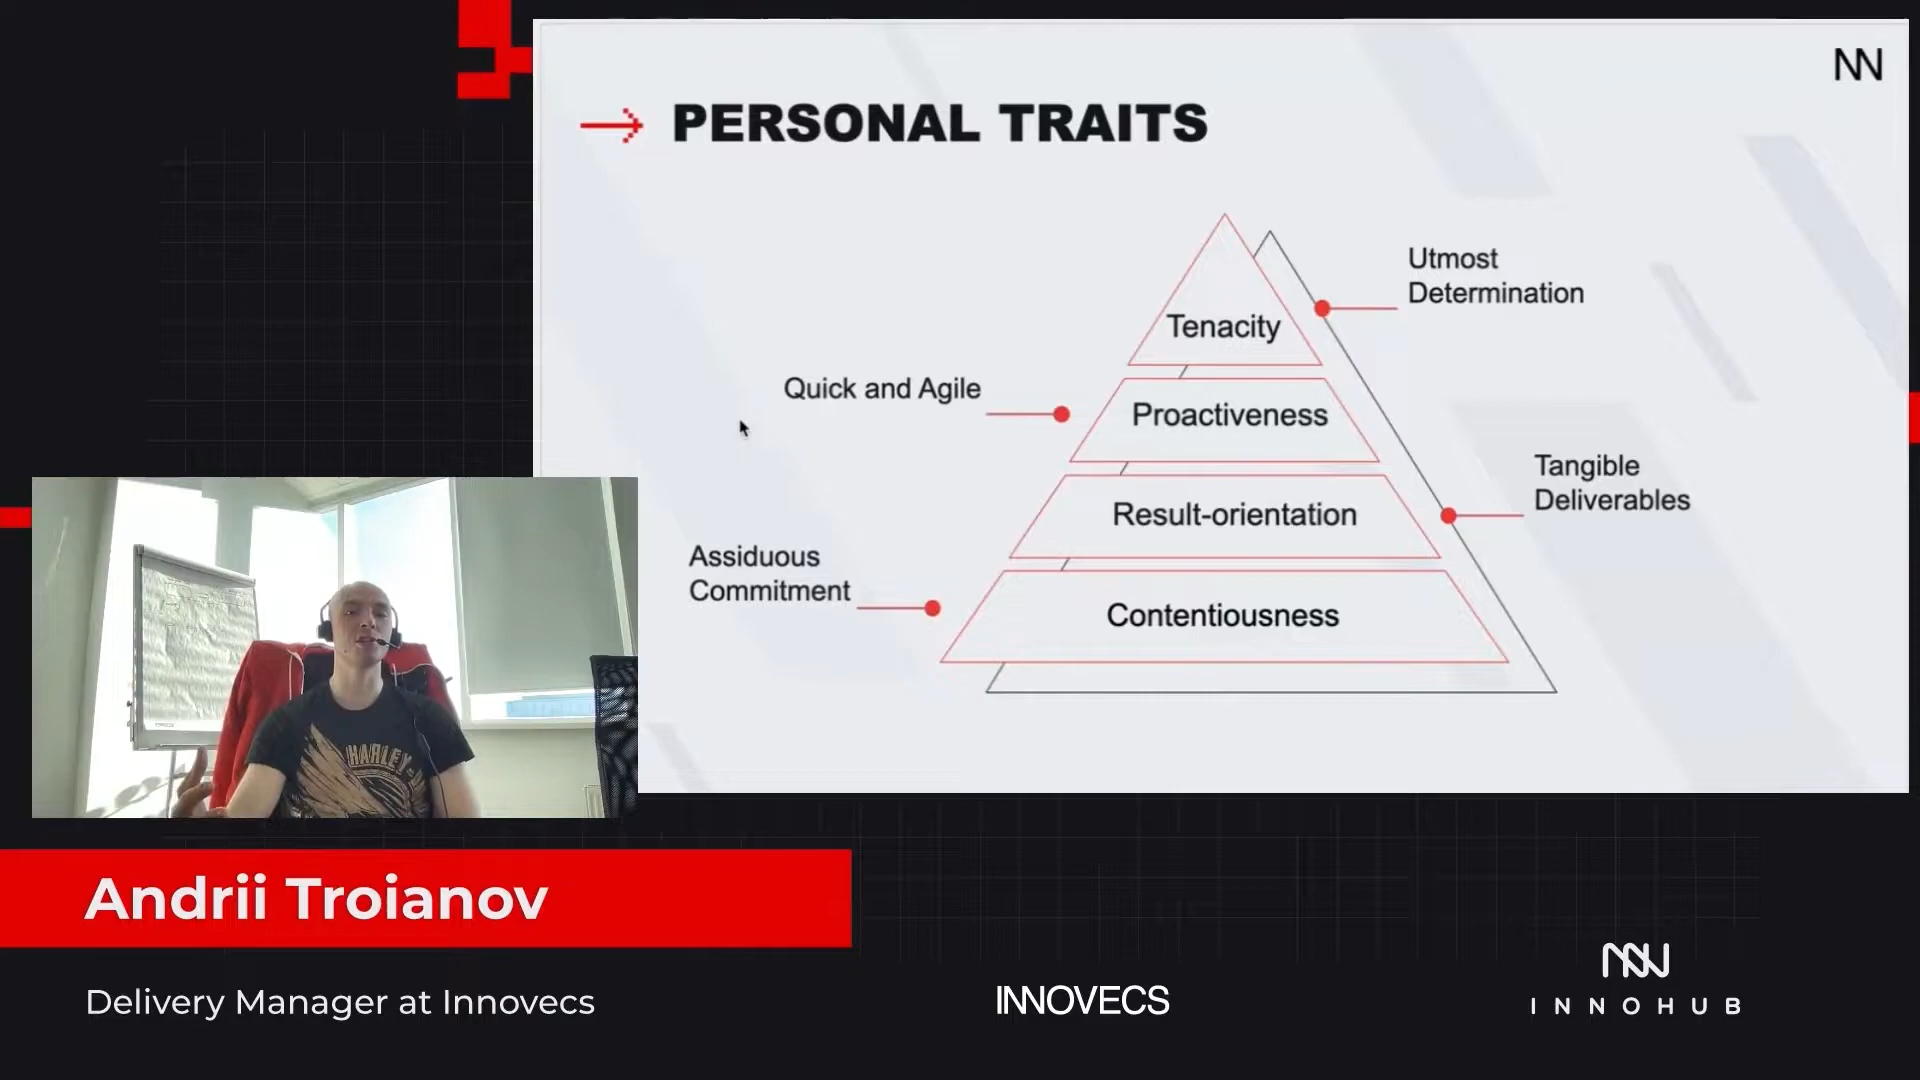 NN
PERSONAL TRAITS
Utmost
Determination
Tenacity
Quick and Agile
Proactiveness
Tangible
Deliverables
Result-orientation
Assiduous
Commitment
Contentiousness
HARLEY
Andrii Troianov
Delivery Manager at Innovecs
INNOVECS
INNOHUB